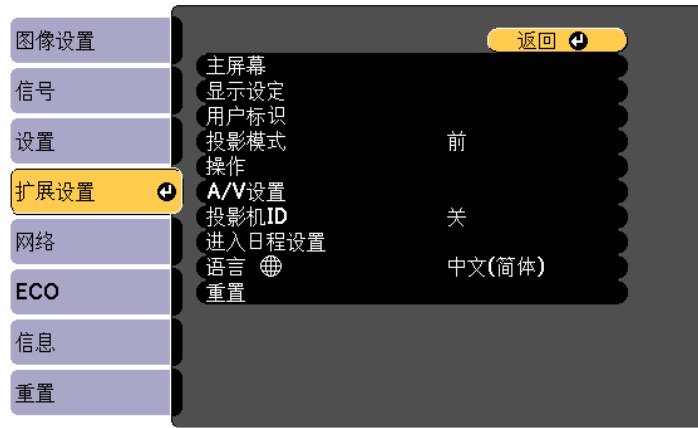 图像设置
信号
设置
扩展设置
网络
ECO
信息
重置
返回
主屏幕
显示设定
用户标识
投影模式 前
操作
A/V设置
投影机ID 关
进入日程设置
语言 中文(简体)
重置